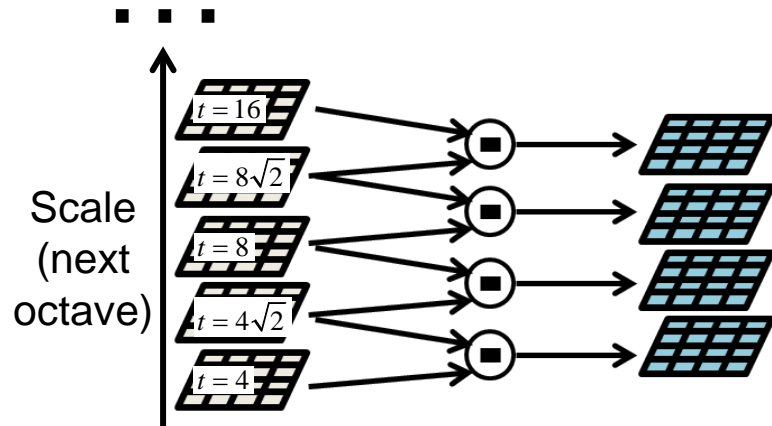 t = 16
t = 8√2
Scale
(next
octave)
t = 8
t = 4√2
t = 4